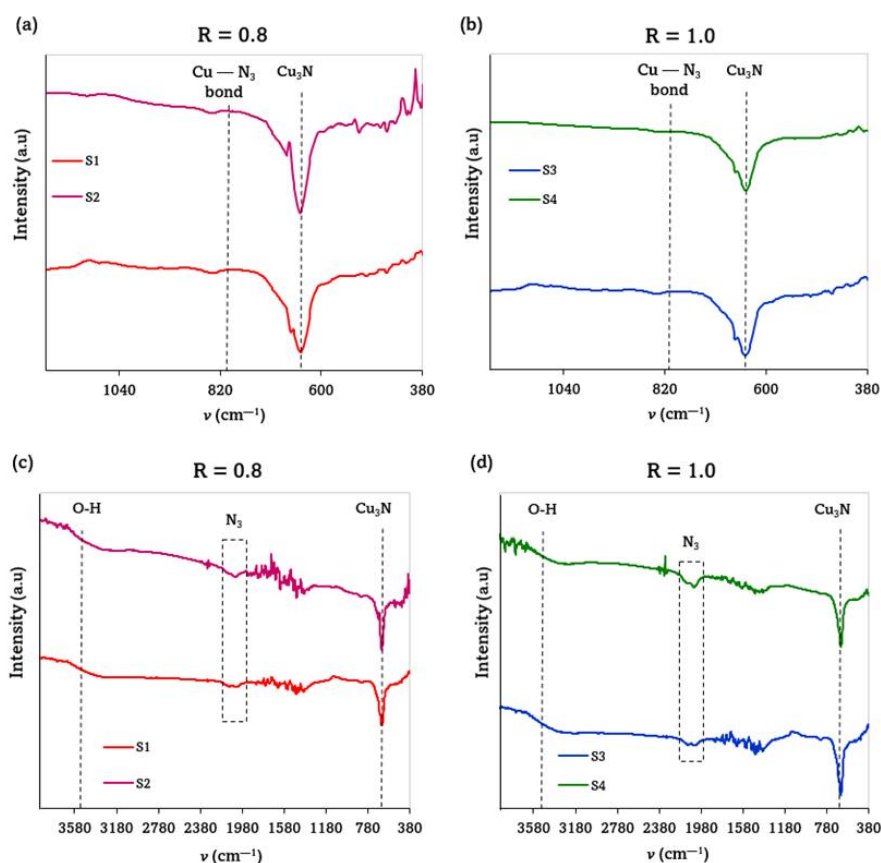 (a)
R = 0.8
Cu — N₃
bond
Cu₃N
S1
S2
Intensity (a.u)
1040 820 600 380
ν (cm⁻¹)
(b)
R = 1.0
Cu — N₃
bond
Cu₃N
S3
S4
Intensity (a.u)
1040 820 600 380
ν (cm⁻¹)
(c)
R = 0.8
O-H
N₃
Cu₃N
S1
S2
Intensity (a.u)
3580 3180 2780 2380 1980 1580 1180 780 380
ν (cm⁻¹)
(d)
R = 1.0
O-H
N₃
Cu₃N
S3
S4
Intensity (a.u)
3580 3180 2780 2380 1980 1580 1180 780 380
ν (cm⁻¹)